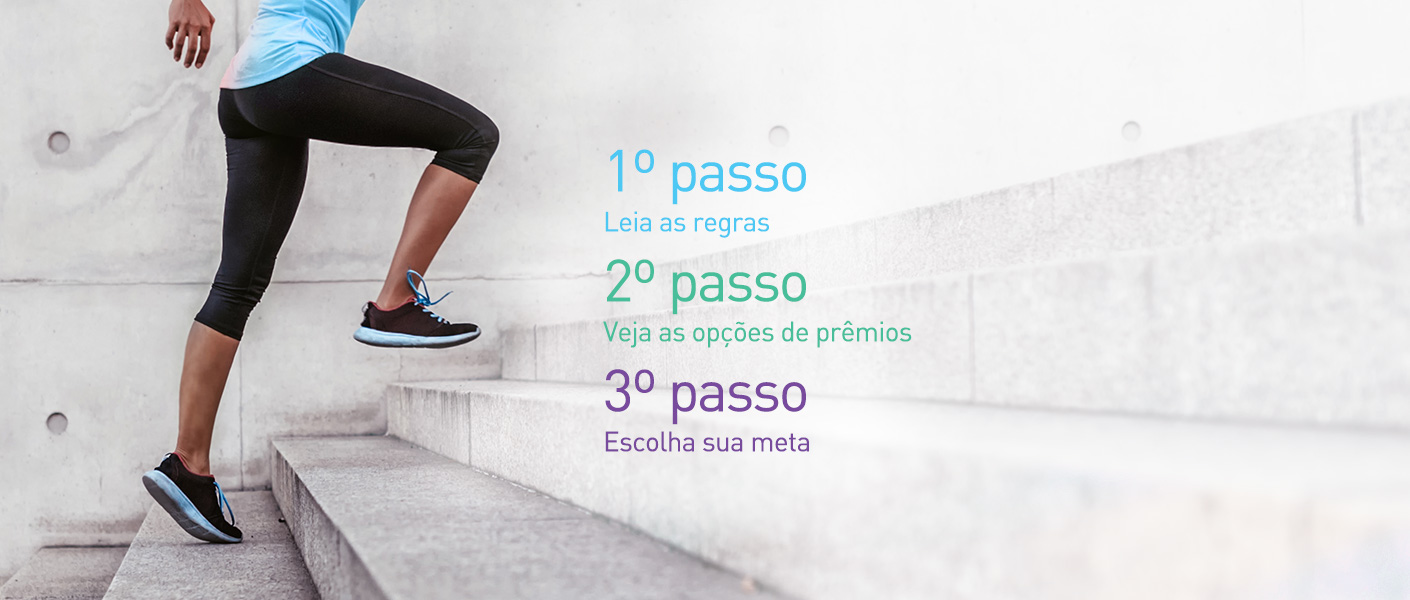 1º passo
Leia as regras
2º passo
Veja as opções de prêmios
3º passo
Escolha sua meta